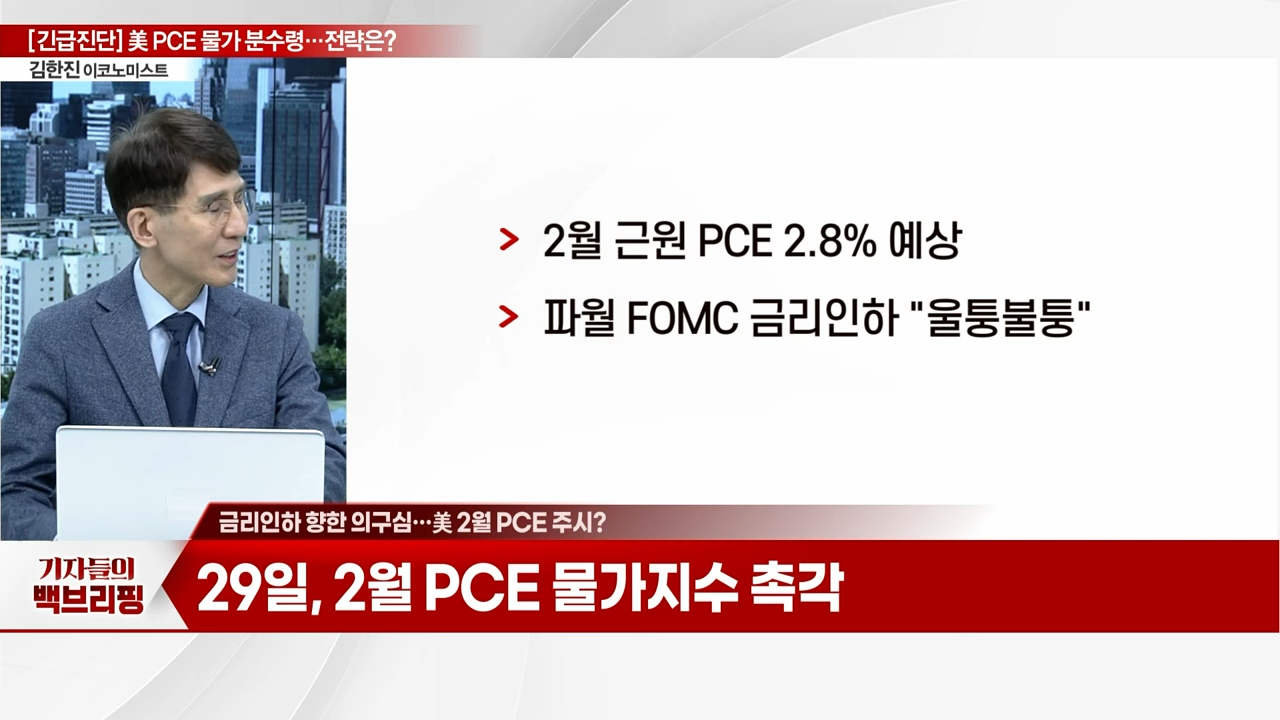 [긴급진단] 美 PCE 물가 분수령…전략은?
김한진 이코노미스트
> 2월 근원 PCE 2.8% 예상
> 파월 FOMC 금리인하 "울퉁불퉁"
금리인하 향한 의구심…美 2월 PCE 주시?
기자들의
백브리핑
29일, 2월 PCE 물가지수 촉각